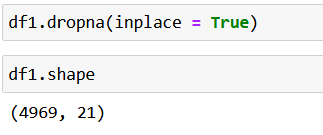 df1.dropna(inplace = True)
df1.shape
(4969, 21)